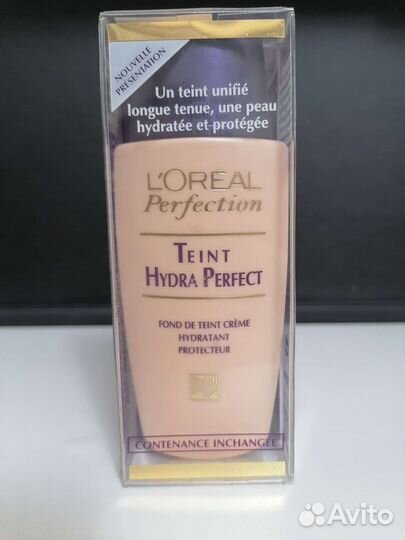 NOUVELLE
PRÉSENTATION
Un teint unifié
longue tenue, une peau
hydratée et protégée
L'ORÉAL
Perfection
TEINT
HYDRA PERFECT
FOND DE TEINT CRÈME
HYDRATANT
PROTECTEUR
CONTENANCE INCHANGÉE
Avito